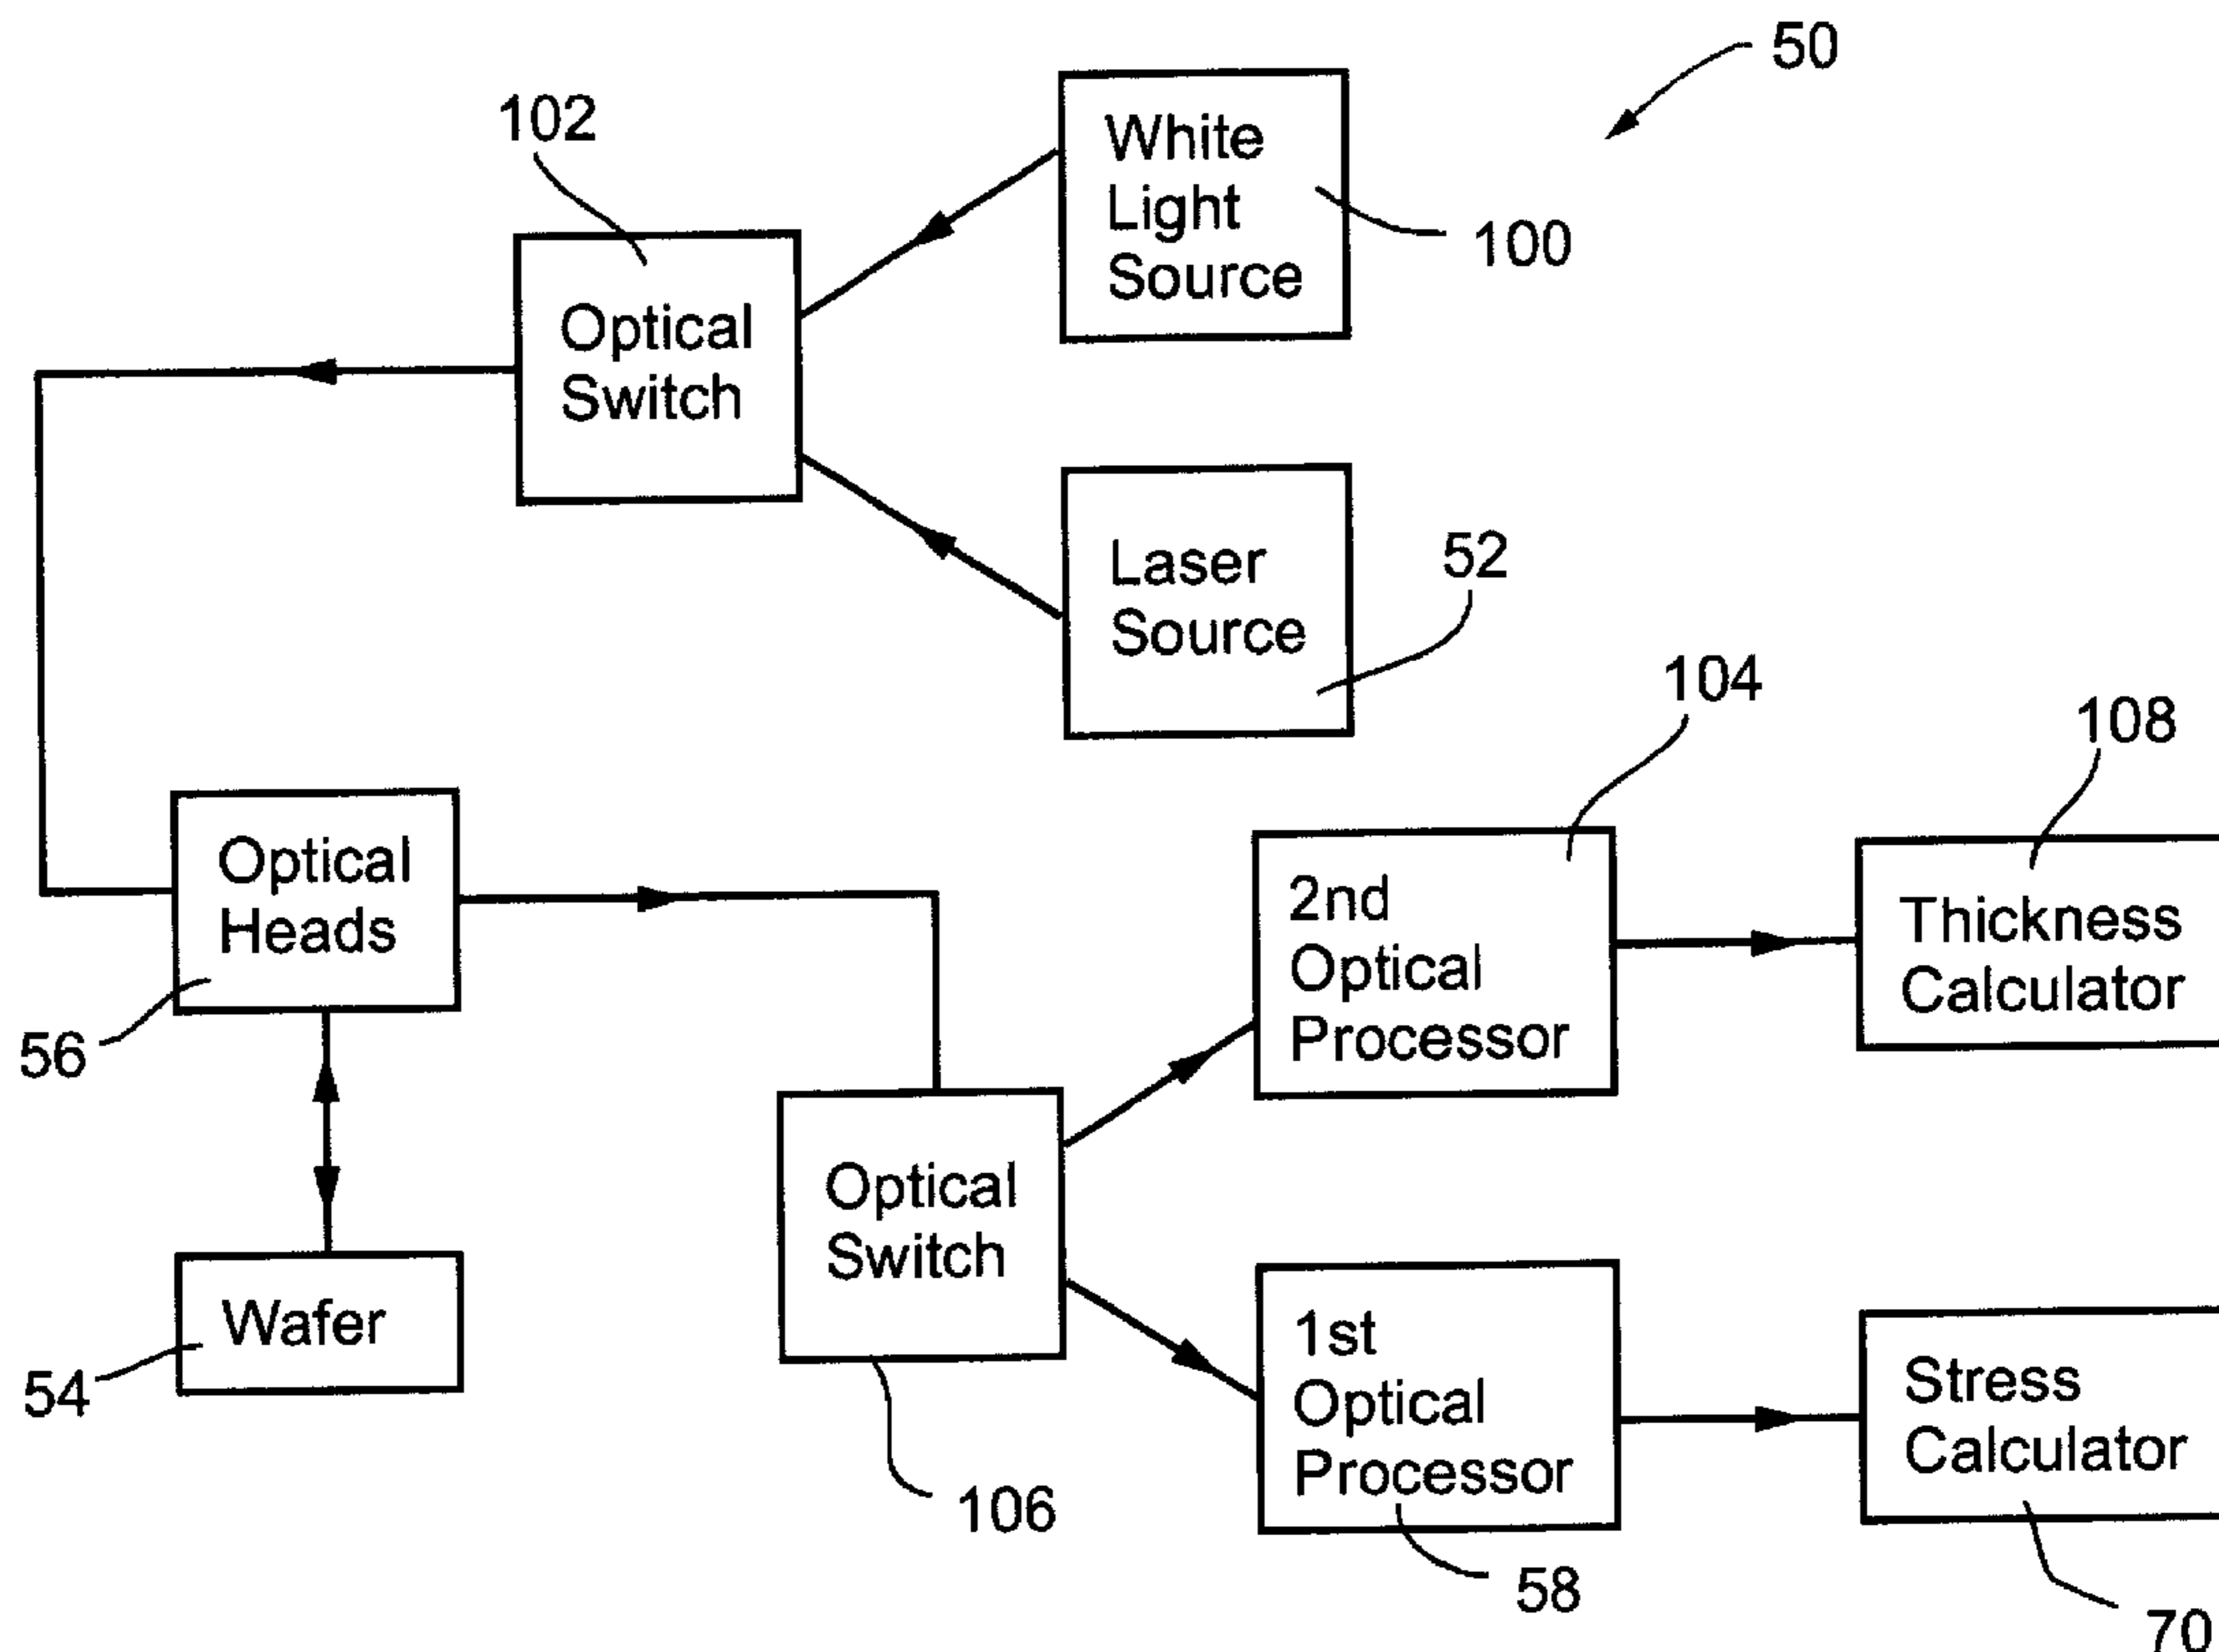 50
102
White
Light
Source
100
Optical
Switch
Laser
Source
52
104
108
Optical
Heads
56
2nd
Optical
Processor
Thickness
Calculator
Optical
Switch
106
Wafer
54
1st
Optical
Processor
58
Stress
Calculator
70